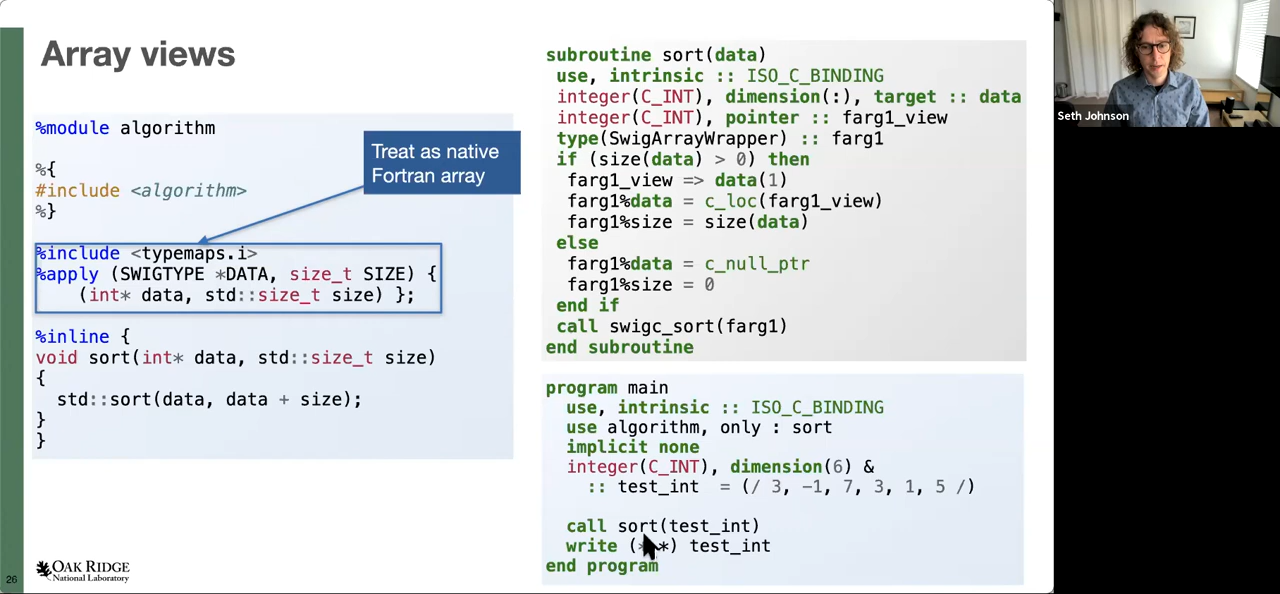 Array views
%module algorithm
%{
#include <algorithm>
%}
%include <typemaps.i>
%apply (SWIGTYPE *DATA, size_t SIZE) {
(int* data, std::size_t size) };
%inline {
void sort(int* data, std::size_t size)
{
std::sort(data, data + size);
}
}
Treat as native
Fortran array
subroutine sort(data)
use, intrinsic :: ISO_C_BINDING
integer(C_INT), dimension(:), target :: data
integer(C_INT), pointer :: farg1_view
type(SwigArrayWrapper) :: farg1
if (size(data) > 0) then
farg1_view => data(1)
farg1%data = c_loc(farg1_view)
farg1%size = size(data)
else
farg1%data = c_null_ptr
farg1%size = 0
end if
call swigc_sort(farg1)
end subroutine
program main
use, intrinsic :: ISO_C_BINDING
use algorithm, only : sort
implicit none
integer(C_INT), dimension(6) &
:: test_int = (/ 3, -1, 7, 3, 1, 5 /)
call sort(test_int)
write (*) test_int
end program
26
OAK RIDGE
National Laboratory
Seth Johnson